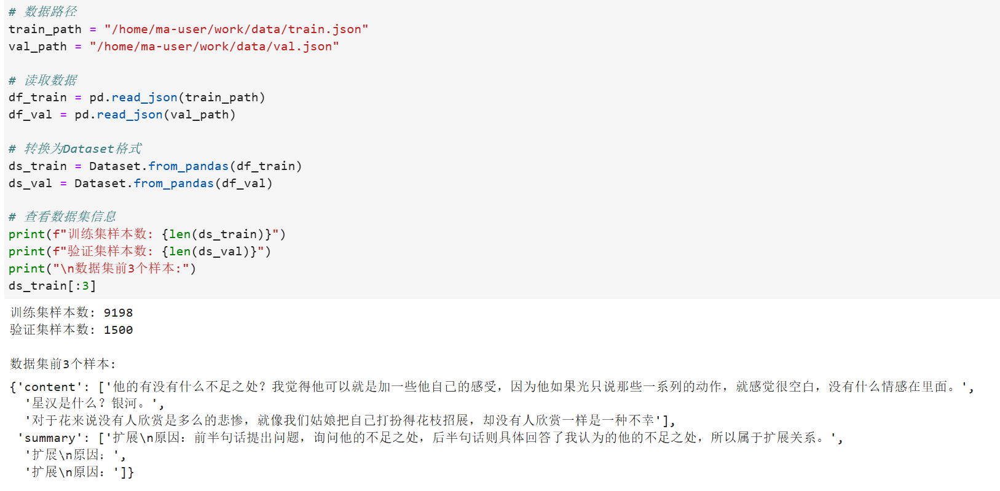 # 数据路径
train_path = "/home/ma-user/work/data/train.json"
val_path = "/home/ma-user/work/data/val.json"
# 读取数据
df_train = pd.read_json(train_path)
df_val = pd.read_json(val_path)
# 转换为Dataset格式
ds_train = Dataset.from_pandas(df_train)
ds_val = Dataset.from_pandas(df_val)
# 查看数据集信息
print(f"训练集样本数: {len(ds_train)}")
print(f"验证集样本数: {len(ds_val)}")
print("\n数据集前3个样本:")
ds_train[:3]
训练集样本数: 9198
验证集样本数: 1500
数据集前3个样本:
{'content': ['他的有没有什么不足之处？我觉得他可以就是加一些他自己的感受，因为他如果光只说那些一系列的动作，就感觉很空白，没有什么情感在里面。',
'星汉是什么？银河。',
'对于花来说没有人欣赏是多么的悲惨，就像我们姑娘把自己打扮得花枝招展，却没有人欣赏一样是一种不幸'],
'summary': ['扩展\n原因：前半句话提出问题，询问他的不足之处，后半句话则具体回答了我认为的他的不足之处，所以属于扩展关系。',
'扩展\n原因：',
'扩展\n原因：']}